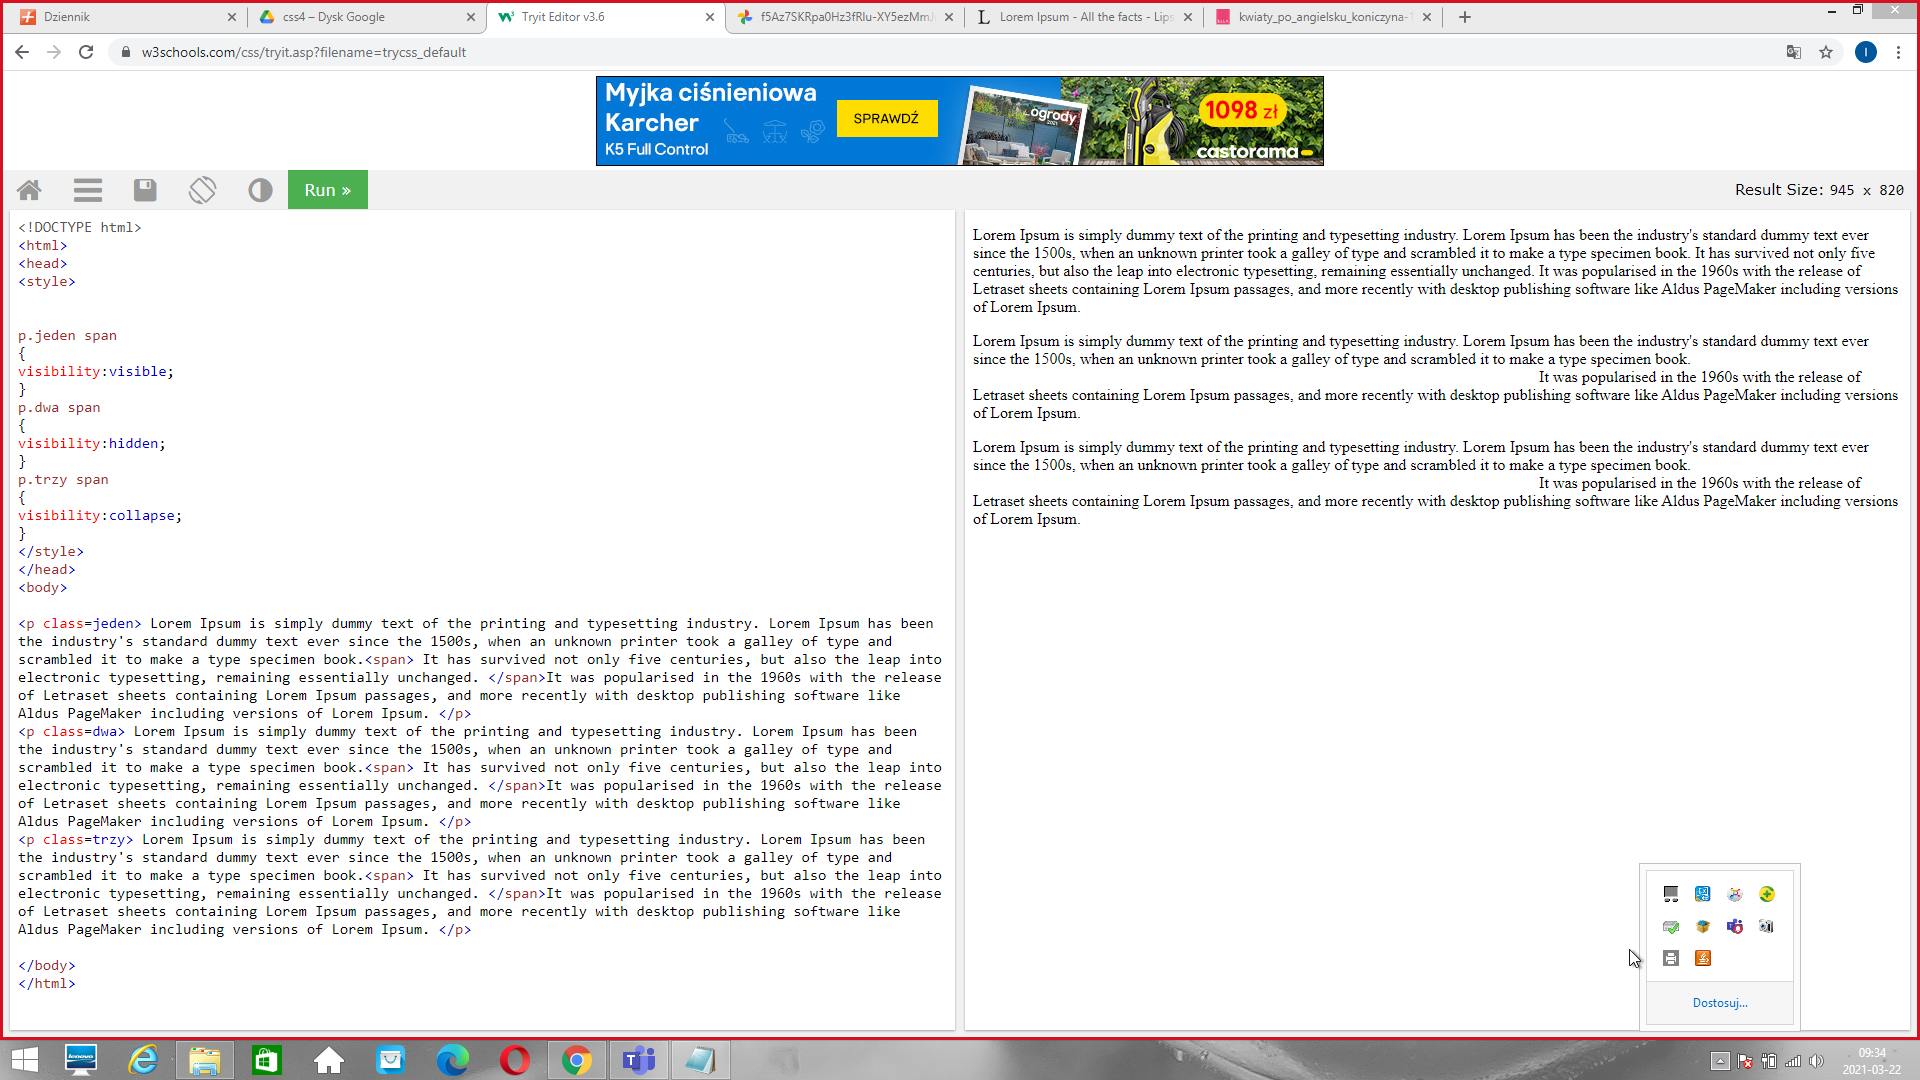 Dziennik
css4 – Dysk Google
Tryit Editor v3.6
Lorem Ipsum - All the facts - Lips
kwiaty_po_angielsku_koniczyna-1
w3schools.com/css/tryit.asp?filename=trycss_default
I
Myjka ciśnieniowa
Karcher
K5 Full Control
SPRAWDŹ
ogrody
2021
1098 zł
castorama
Run »
Result Size: 945 x 820
<!DOCTYPE html>
<html>
<head>
<style>
p.jeden span
{
visibility:visible;
}
p.dwa span
{
visibility:hidden;
}
p.trzy span
{
visibility:collapse;
}
</style>
</head>
<body>
<p class=jeden> Lorem Ipsum is simply dummy text of the printing and typesetting industry. Lorem Ipsum has been
the industry's standard dummy text ever since the 1500s, when an unknown printer took a galley of type and
scrambled it to make a type specimen book.<span> It has survived not only five centuries, but also the leap into
electronic typesetting, remaining essentially unchanged. </span>It was popularised in the 1960s with the release
of Letraset sheets containing Lorem Ipsum passages, and more recently with desktop publishing software like
Aldus PageMaker including versions of Lorem Ipsum. </p>
<p class=dwa> Lorem Ipsum is simply dummy text of the printing and typesetting industry. Lorem Ipsum has been
the industry's standard dummy text ever since the 1500s, when an unknown printer took a galley of type and
scrambled it to make a type specimen book.<span> It has survived not only five centuries, but also the leap into
electronic typesetting, remaining essentially unchanged. </span>It was popularised in the 1960s with the release
of Letraset sheets containing Lorem Ipsum passages, and more recently with desktop publishing software like
Aldus PageMaker including versions of Lorem Ipsum. </p>
<p class=trzy> Lorem Ipsum is simply dummy text of the printing and typesetting industry. Lorem Ipsum has been
the industry's standard dummy text ever since the 1500s, when an unknown printer took a galley of type and
scrambled it to make a type specimen book.<span> It has survived not only five centuries, but also the leap into
electronic typesetting, remaining essentially unchanged. </span>It was popularised in the 1960s with the release
of Letraset sheets containing Lorem Ipsum passages, and more recently with desktop publishing software like
Aldus PageMaker including versions of Lorem Ipsum. </p>
</body>
</html>
Lorem Ipsum is simply dummy text of the printing and typesetting industry. Lorem Ipsum has been the industry's standard dummy text ever
since the 1500s, when an unknown printer took a galley of type and scrambled it to make a type specimen book. It has survived not only five
centuries, but also the leap into electronic typesetting, remaining essentially unchanged. It was popularised in the 1960s with the release of
Letraset sheets containing Lorem Ipsum passages, and more recently with desktop publishing software like Aldus PageMaker including versions
of Lorem Ipsum.
Lorem Ipsum is simply dummy text of the printing and typesetting industry. Lorem Ipsum has been the industry's standard dummy text ever
since the 1500s, when an unknown printer took a galley of type and scrambled it to make a type specimen book.
It was popularised in the 1960s with the release of
Letraset sheets containing Lorem Ipsum passages, and more recently with desktop publishing software like Aldus PageMaker including versions
of Lorem Ipsum.
Lorem Ipsum is simply dummy text of the printing and typesetting industry. Lorem Ipsum has been the industry's standard dummy text ever
since the 1500s, when an unknown printer took a galley of type and scrambled it to make a type specimen book.
It was popularised in the 1960s with the release of
Letraset sheets containing Lorem Ipsum passages, and more recently with desktop publishing software like Aldus PageMaker including versions
of Lorem Ipsum.
Dostosuj...
lenovo
09:34
2021-03-22